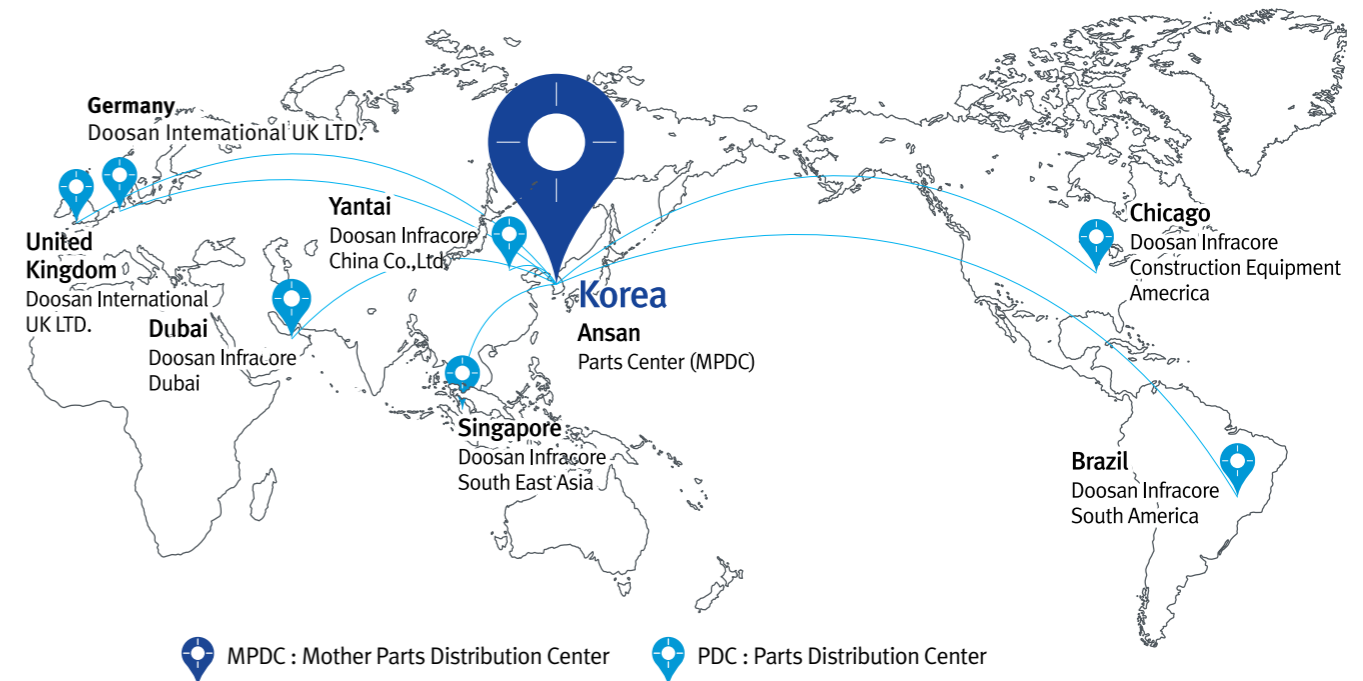 Germany
Doosan International UK LTD.
United
Kingdom
Doosan International
UK LTD.
Dubai
Doosan Infracore
Dubai
Yantai
Doosan Infracore
China Co.,Ltd.
Korea
Ansan
Parts Center (MPDC)
Singapore
Doosan Infracore
South East Asia
Chicago
Doosan Infracore
Construction Equipment
Amecrica
Brazil
Doosan Infracore
South America
MPDC : Mother Parts Distribution Center
PDC : Parts Distribution Center